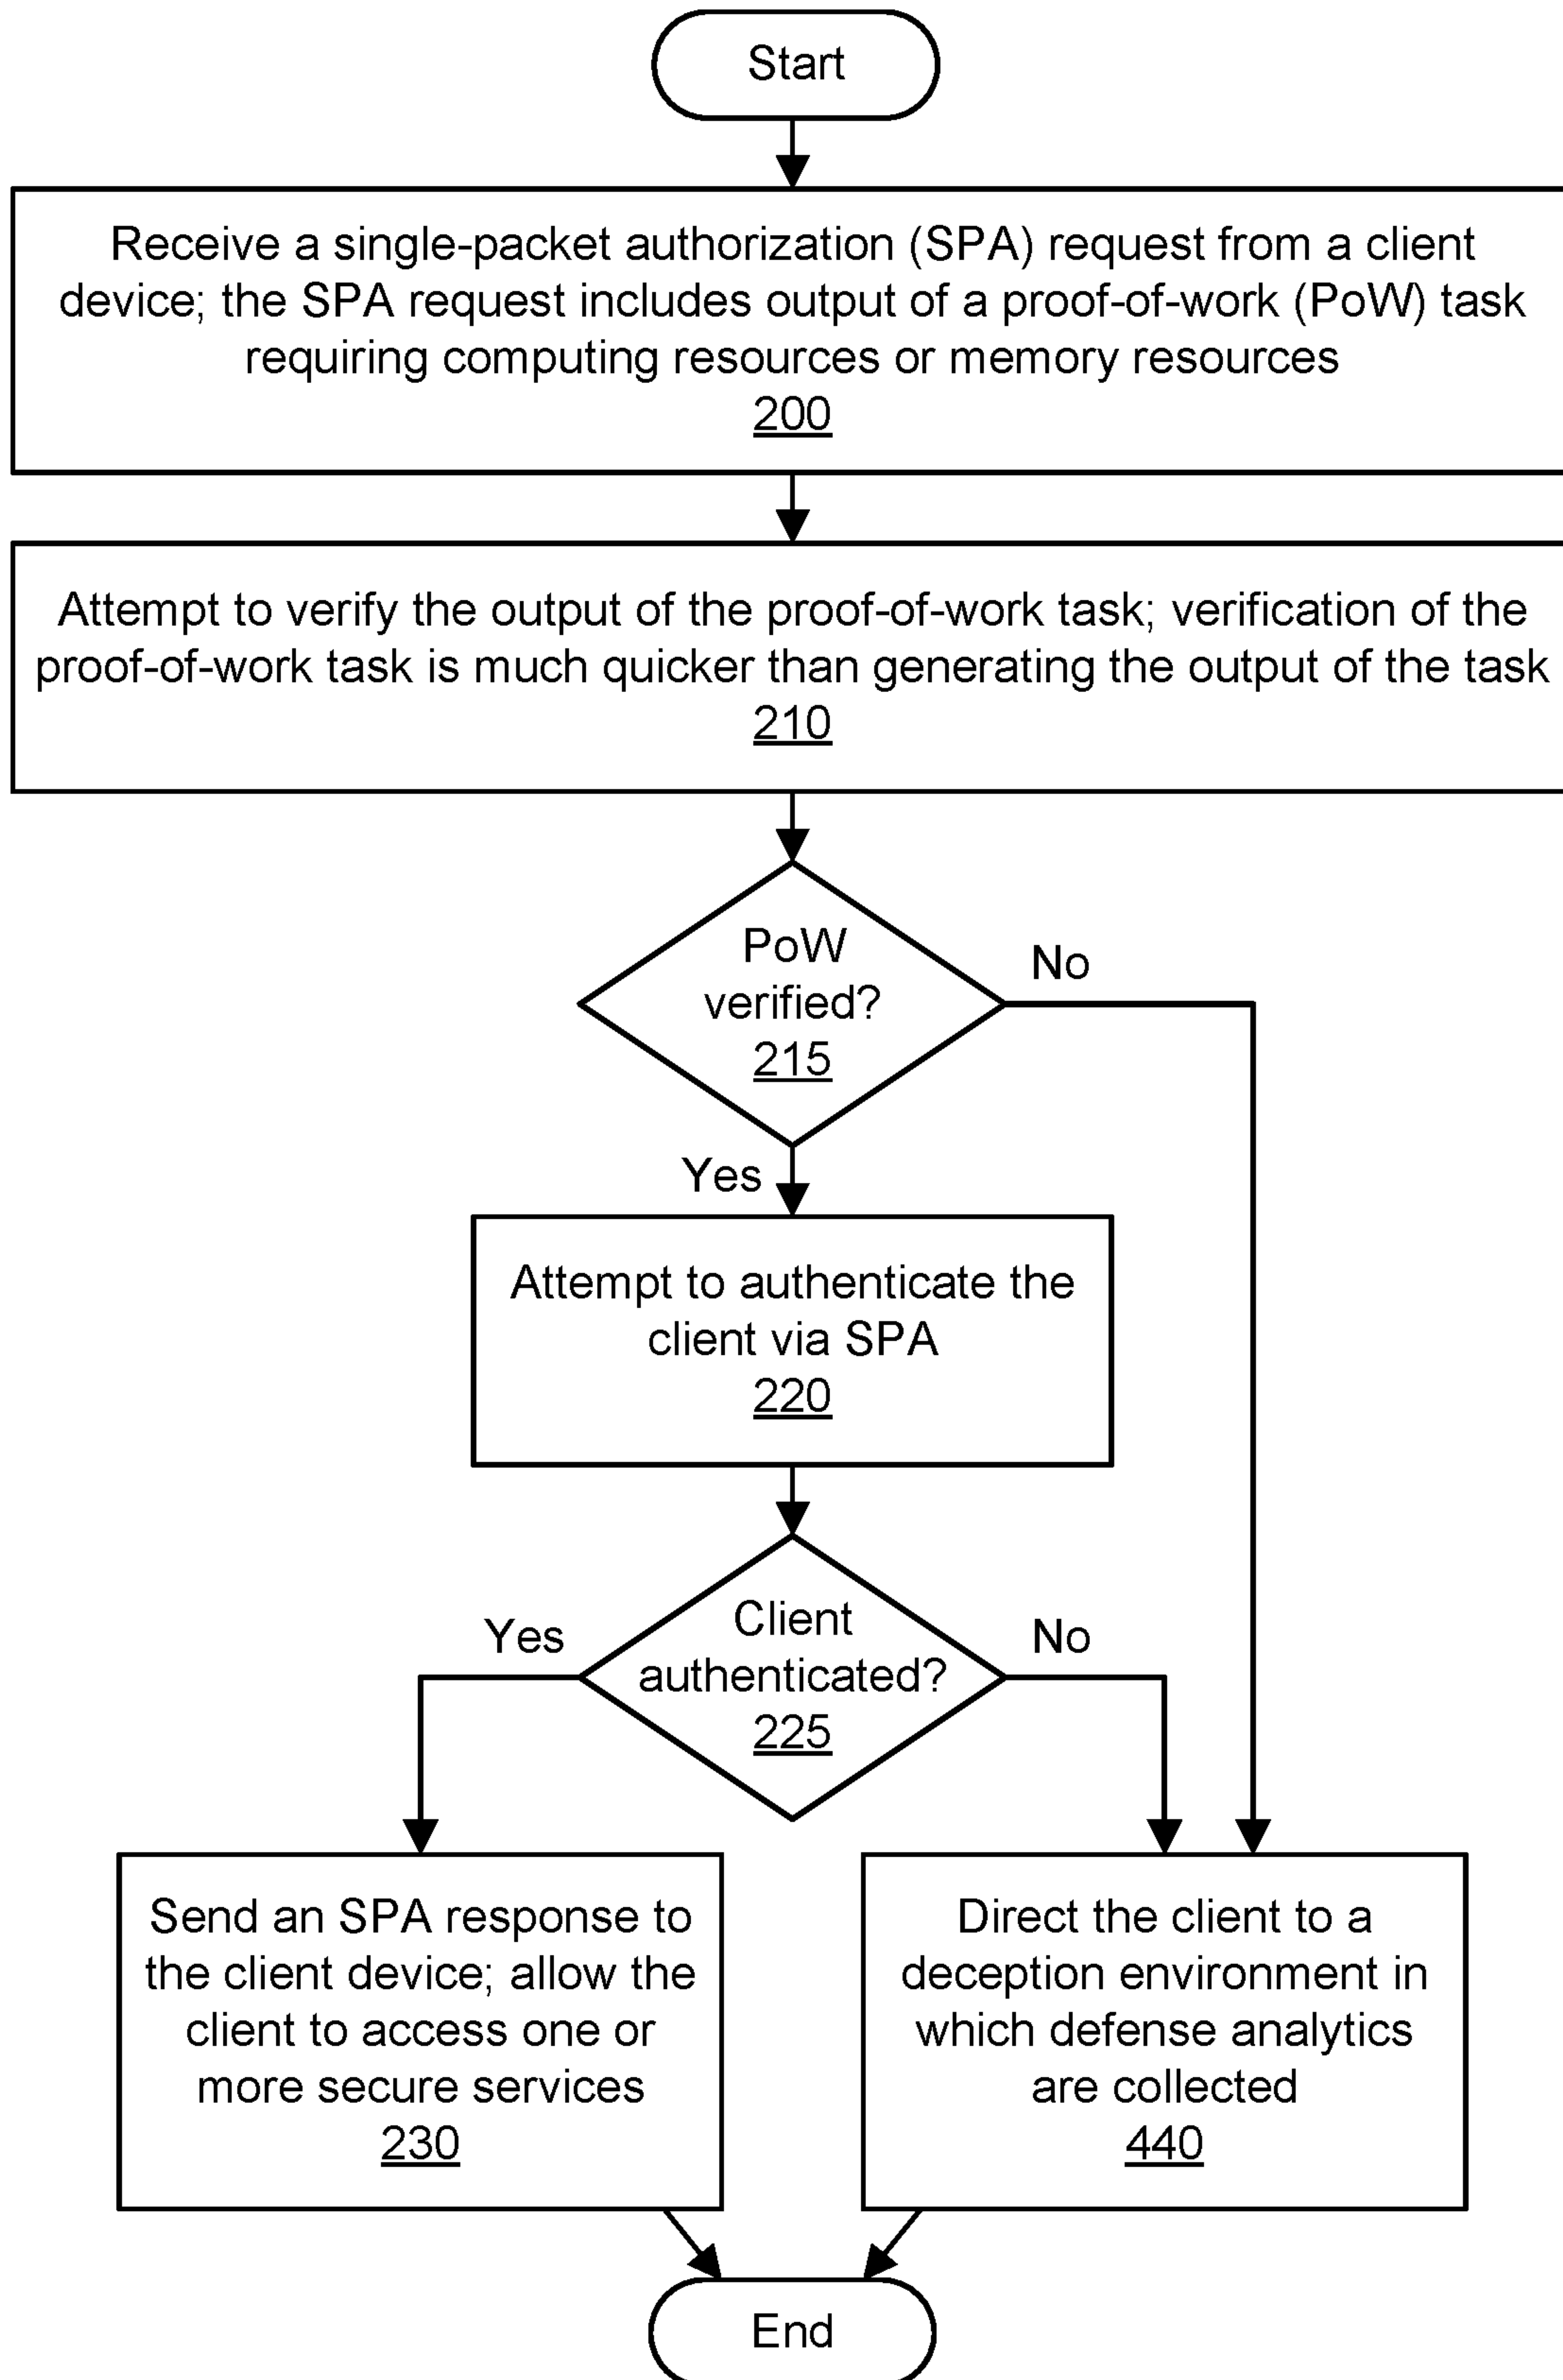 Start
Receive a single-packet authorization (SPA) request from a client
device; the SPA request includes output of a proof-of-work (PoW) task
requiring computing resources or memory resources
200
Attempt to verify the output of the proof-of-work task; verification of the
proof-of-work task is much quicker than generating the output of the task
210
PoW
verified?
215
No
Yes
Attempt to authenticate the
client via SPA
220
Client
authenticated?
225
Yes
No
Send an SPA response to
the client device; allow the
client to access one or
more secure services
230
Direct the client to a
deception environment in
which defense analytics
are collected
440
End